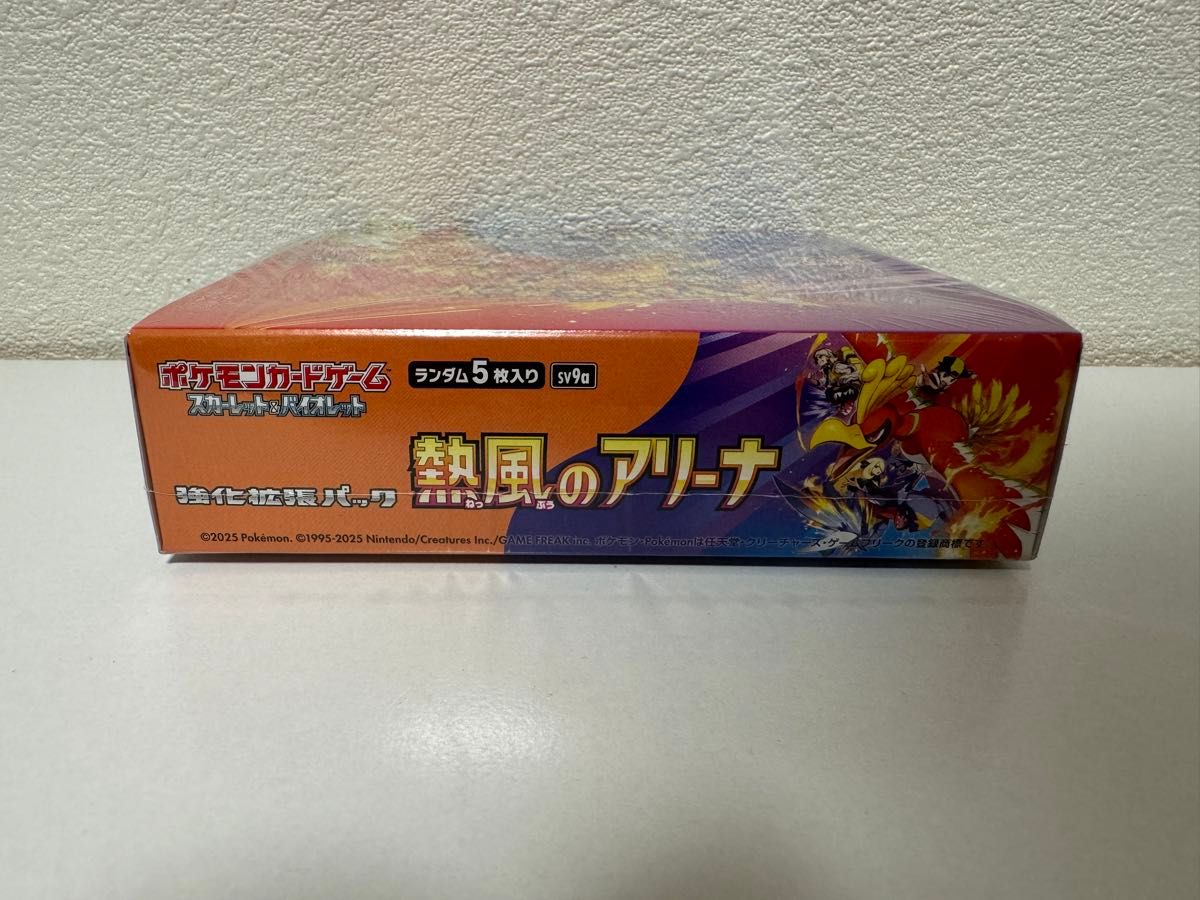 ポケモンカードゲーム
スカーレット&バイオレット
ランダム5枚入り
sv9a
強化拡張パック
熱風のアリーナ
ねっ ぷう
©2025 Pokémon. ©1995-2025 Nintendo/Creatures Inc./GAME FREAK inc. ポケモン・Pokémonは任天堂・クリーチャーズ・ゲームフリークの登録商標です